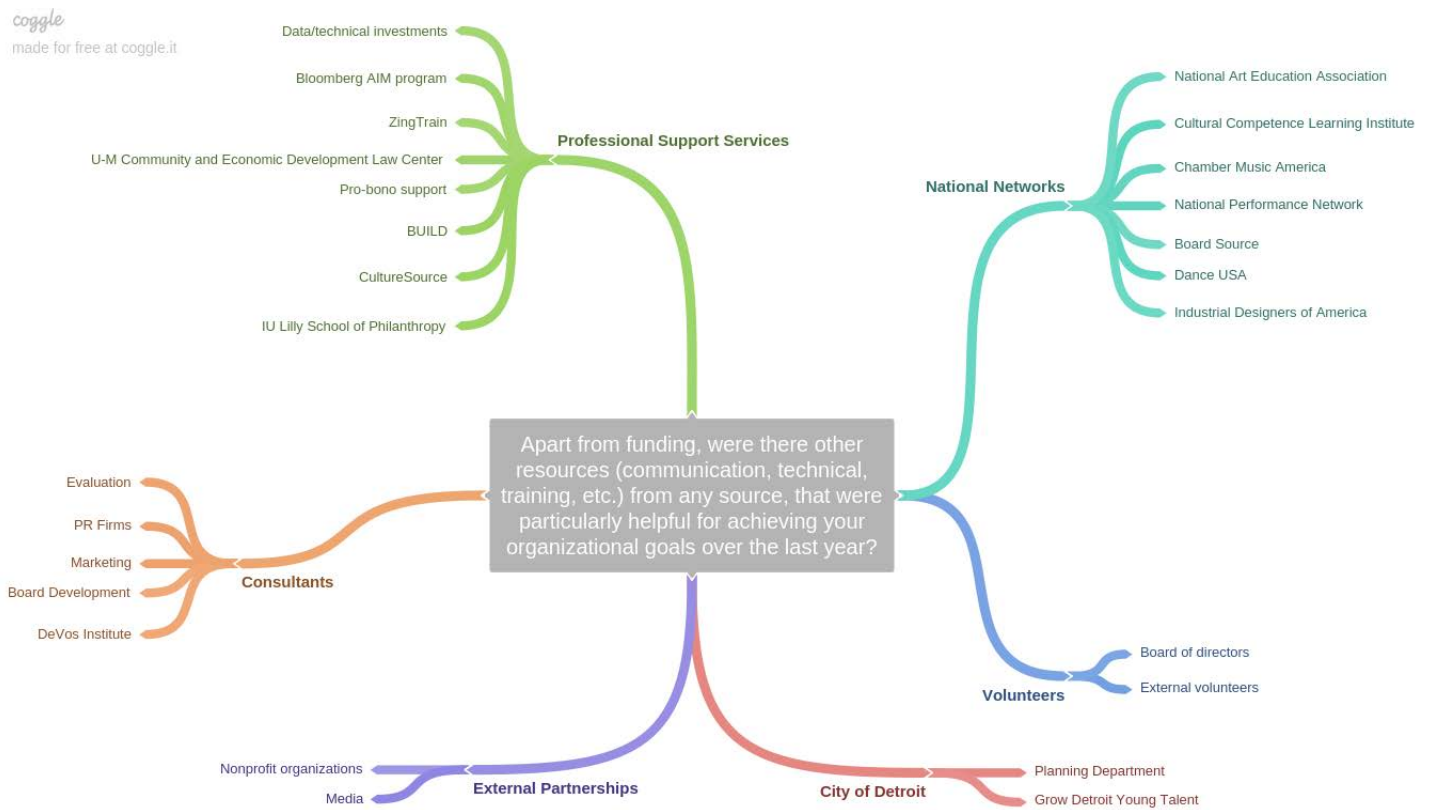 coggle
made for free at coggle.it
Data/technical investments
Bloomberg AIM program
ZingTrain
U-M Community and Economic Development Law Center
Pro-bono support
BUILD
CultureSource
IU Lilly School of Philanthropy
Professional Support Services
National Networks
National Art Education Association
Cultural Competence Learning Institute
Chamber Music America
National Performance Network
Board Source
Dance USA
Industrial Designers of America
Apart from funding, were there other
resources (communication, technical,
training, etc.) from any source, that were
particularly helpful for achieving your
organizational goals over the last year?
Evaluation
PR Firms
Marketing
Board Development
DeVos Institute
Consultants
Volunteers
Board of directors
External volunteers
Nonprofit organizations
Media
External Partnerships
City of Detroit
Planning Department
Grow Detroit Young Talent